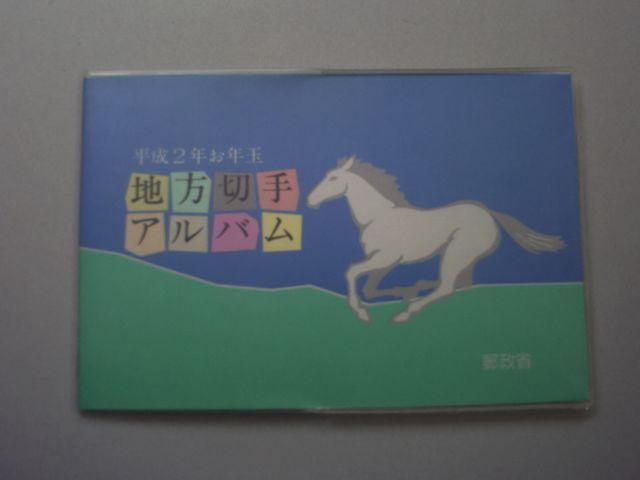 平成2年お年玉
地方切手
アルバム
郵政省